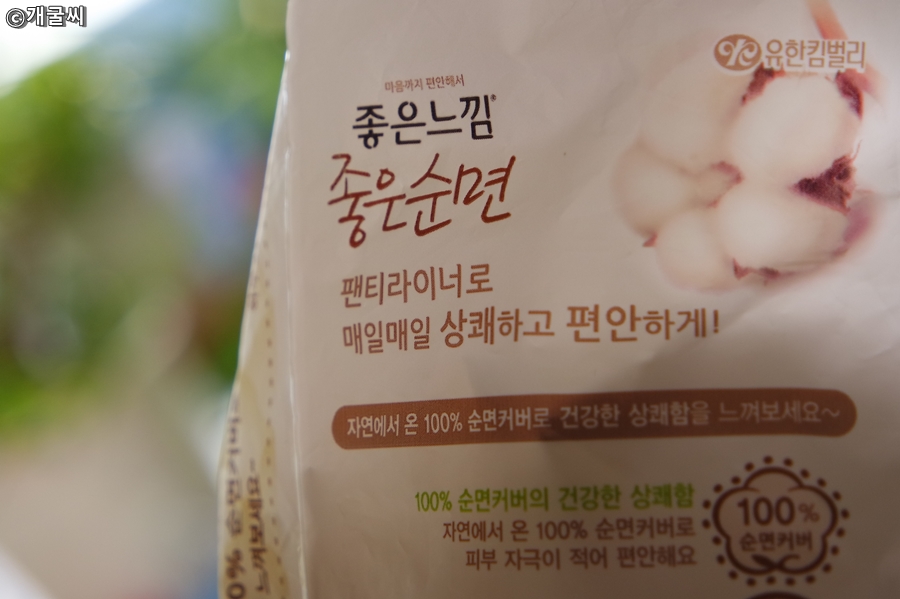 ©개굴씨
유한킴벌리
마음까지 편안해서
좋은느낌®
좋은순면
팬티라이너로
매일매일 상쾌하고 편안하게!
자연에서 온 100% 순면커버로 건강한 상쾌함을 느껴보세요~
100% 순면커버의 건강한 상쾌함
자연에서 온 100% 순면커버로
피부 자극이 적어 편안해요
100%
순면커버
느껴보세요~